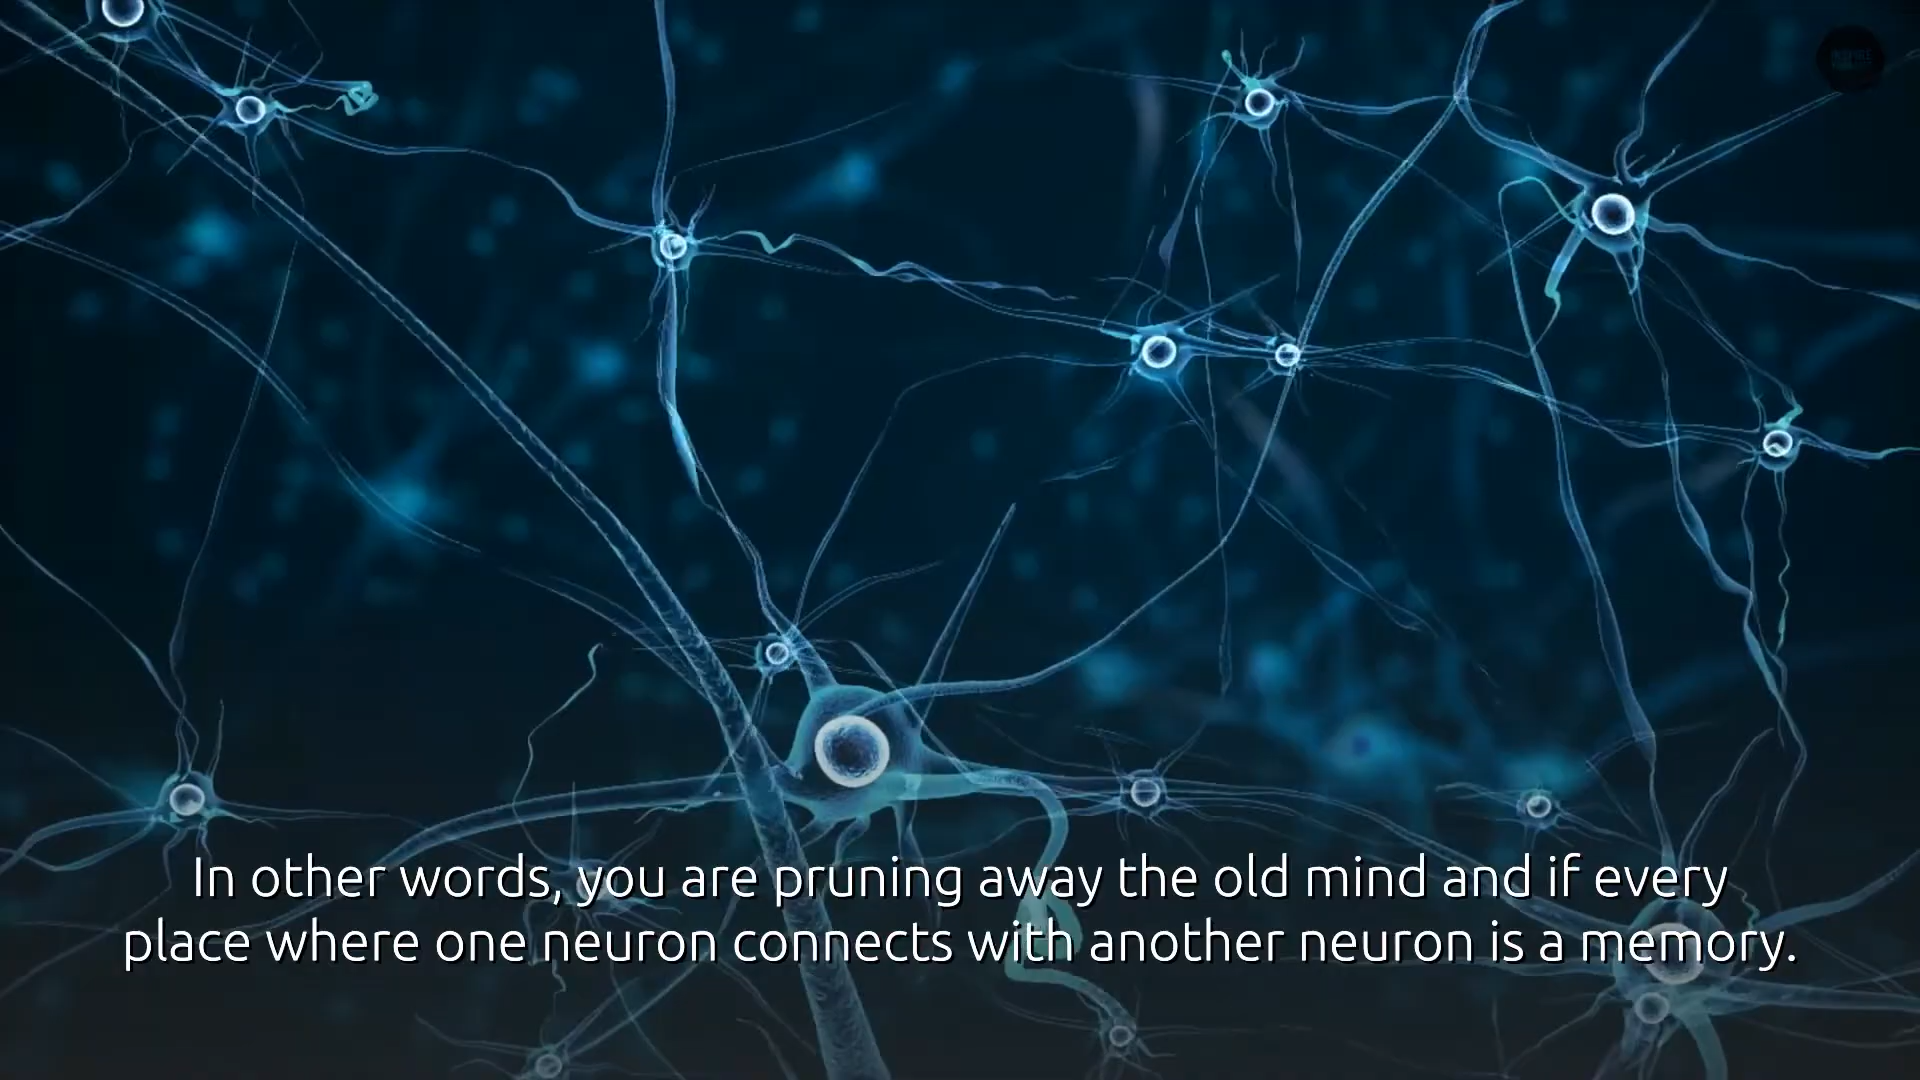 In other words, you are pruning away the old mind and if every
place where one neuron connects with another neuron is a memory.